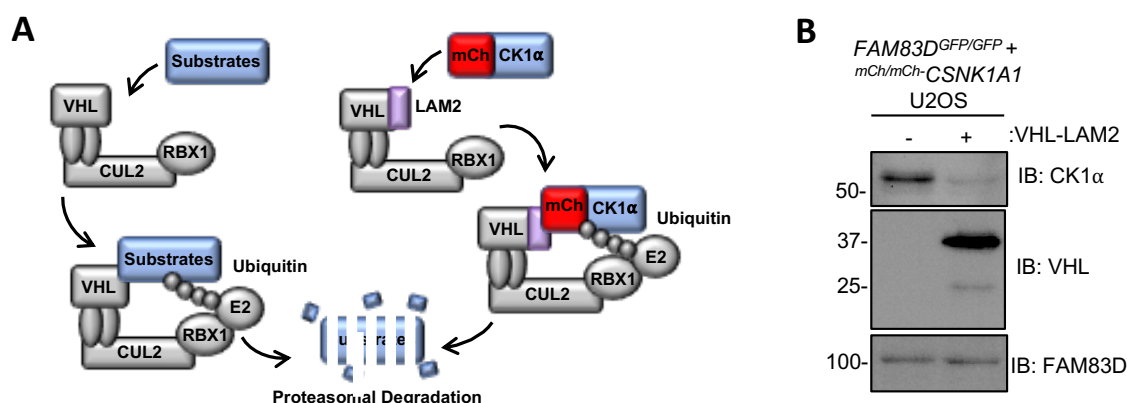 A
Substrates
VHL
RBX1
CUL2
mCh CK1α
VHL LAM2
RBX1
CUL2
Substrates
Ubiquitin
VHL
E2
RBX1
CUL2
mCh CK1α
Ubiquitin
VHL
E2
RBX1
CUL2
Proteasomal Degradation
B
FAM83D^GFP/GFP +
mCh/mCh-CSNK1A1
U2OS
- + :VHL-LAM2
50- IB: CK1α
37- IB: VHL
25-
100- IB: FAM83D